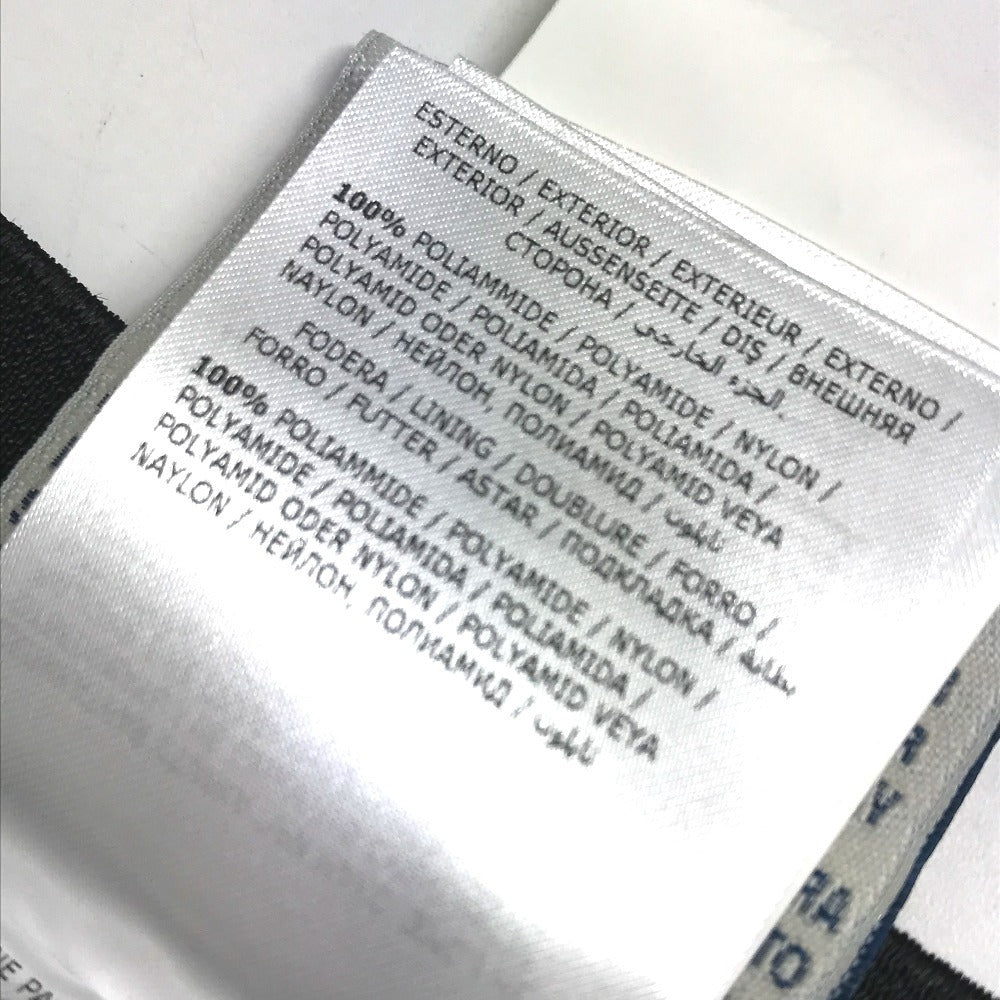 ESTERNO / EXTERIOR / EXTERIEUR / EXTERNO /
EXTERIOR / AUSSENSEITE / DIŞ / ВНЕШНЯЯ
СТОРОНА / الجزء الخارجي.
100% POLIAMMIDE / POLYAMIDE / NYLON /
POLYAMIDE / POLIAMIDA / POLIAMIDA /
POLYAMID ODER NYLON / POLYAMID VEYA
NAYLON / НЕЙЛОН, ПОЛИАМИД / نايلون
FODERA / LINING / DOUBLURE / FORRO /
FORRO / FUTTER / ASTAR / ПОДКЛАДКА / بطانة
100% POLIAMMIDE / POLYAMIDE / NYLON /
POLYAMIDE / POLIAMIDA / POLIAMIDA /
POLYAMID ODER NYLON / POLYAMID VEYA
NAYLON / НЕЙЛОН, ПОЛИАМИД / نايلون